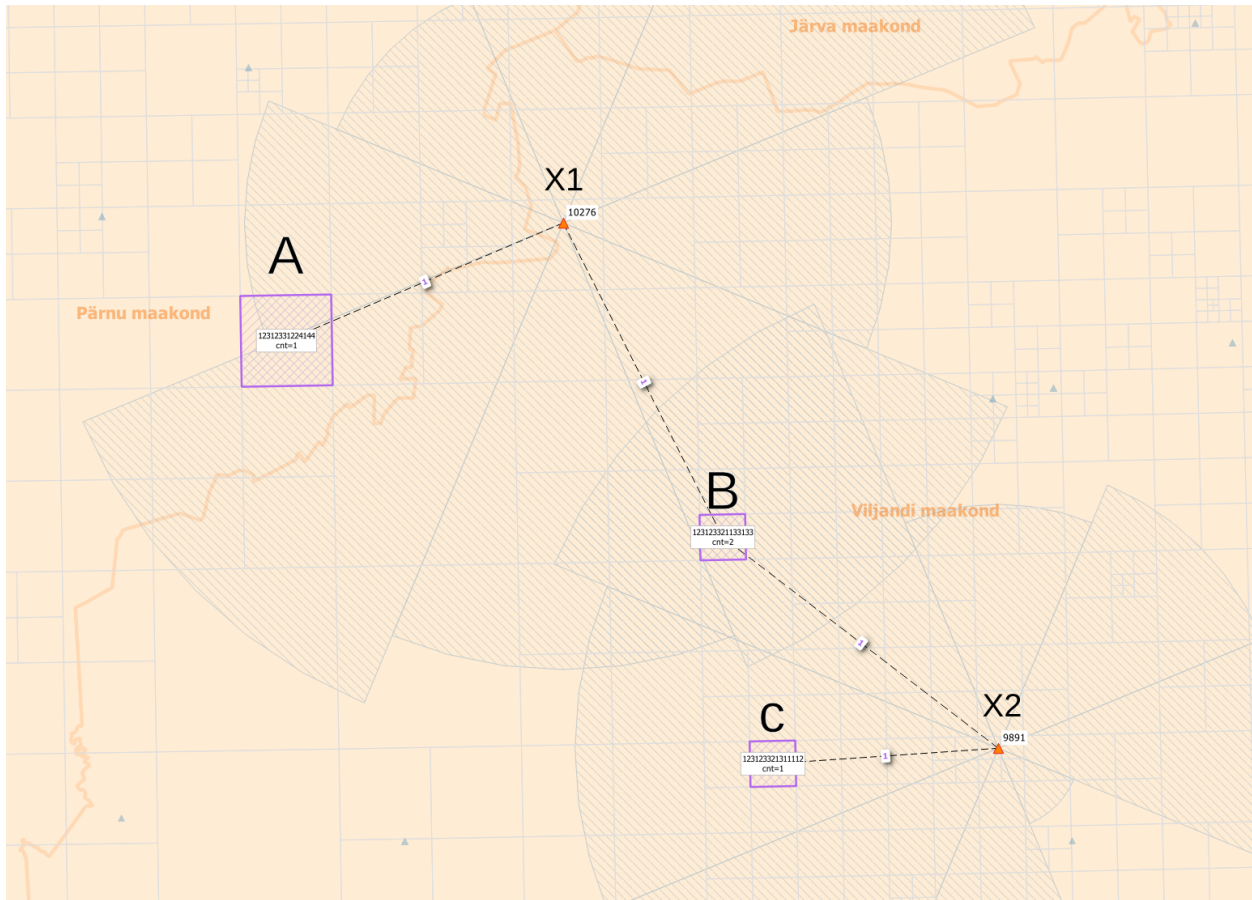 Järva maakond
X1
10276
A
Pärnu maakond
12312331224144
cnt=1
1
1
B
Viljandi maakond
123123321133133
cnt=2
1
X2
9891
c
123123321311112
cnt=1
1